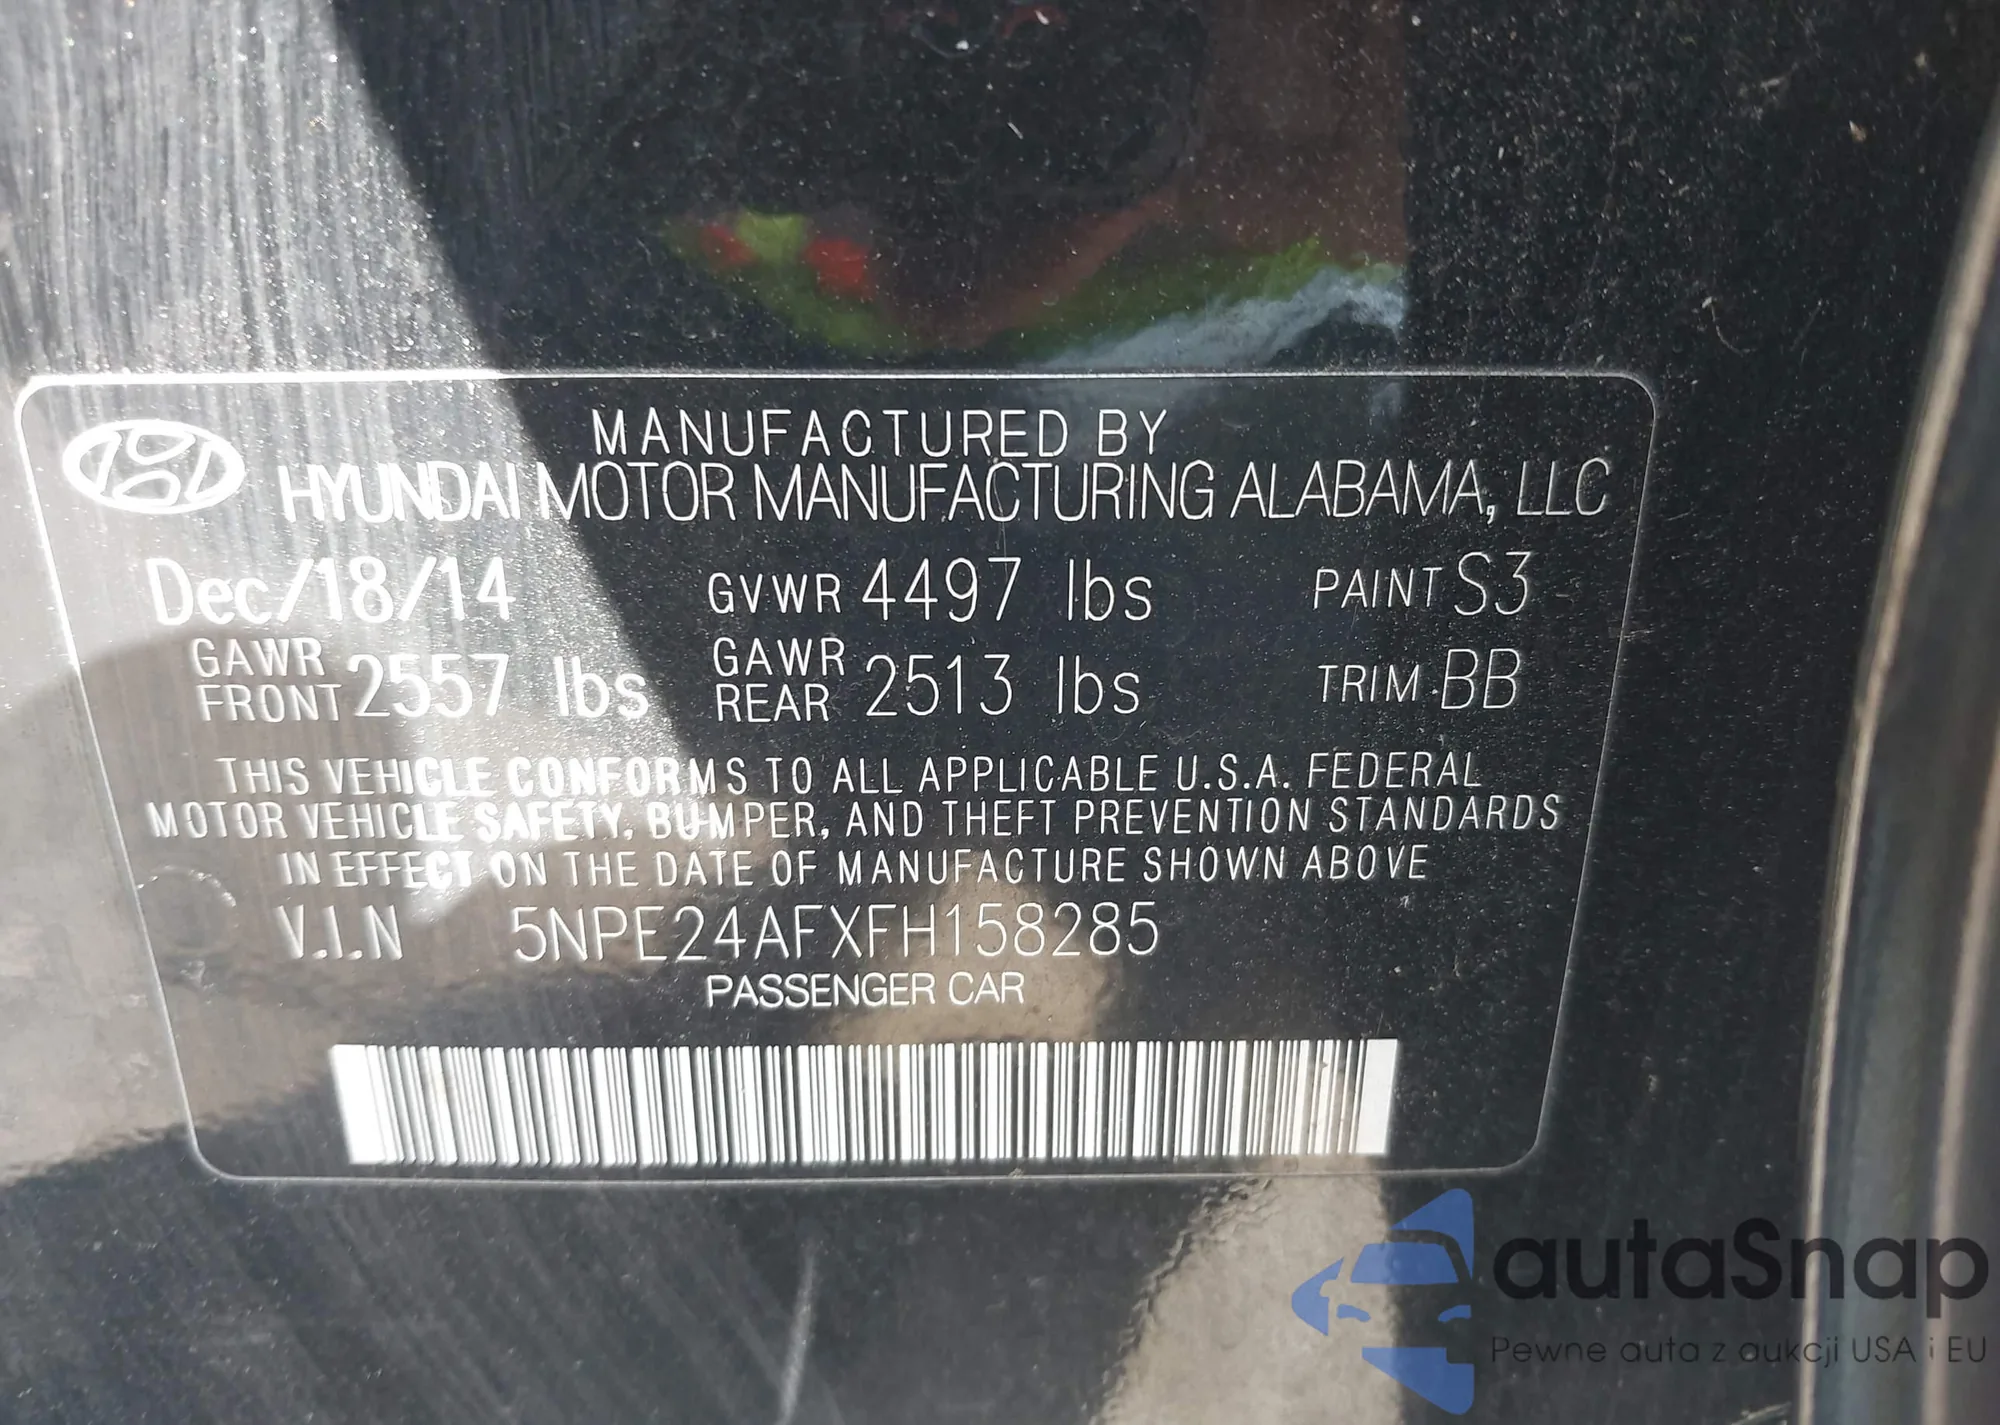 MANUFACTURED BY
HYUNDAI MOTOR MANUFACTURING ALABAMA, LLC
Dec/18/14 GVWR 4497 lbs PAINT S3
GAWR FRONT 2557 lbs GAWR REAR 2513 lbs TRIM BB
THIS VEHICLE CONFORMS TO ALL APPLICABLE U.S.A. FEDERAL
MOTOR VEHICLE SAFETY, BUMPER, AND THEFT PREVENTION STANDARDS
IN EFFECT ON THE DATE OF MANUFACTURE SHOWN ABOVE
V.I.N 5NPE24AFXFH158285
PASSENGER CAR
autaSnap
Pewne auta z aukcji USA i EU